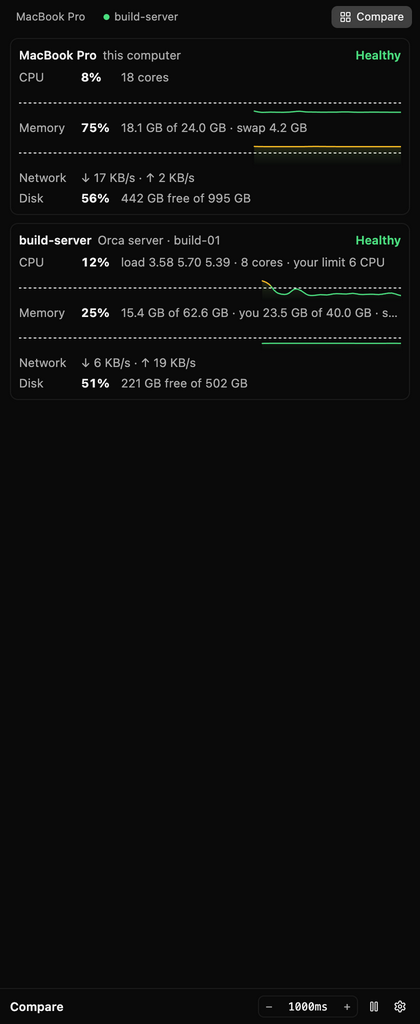 MacBook Pro build-server Compare
MacBook Pro this computer Healthy
CPU 8% 18 cores
Memory 75% 18.1 GB of 24.0 GB · swap 4.2 GB
Network ↓ 17 KB/s · ↑ 2 KB/s
Disk 56% 442 GB free of 995 GB
build-server Orca server · build-01 Healthy
CPU 12% load 3.58 5.70 5.39 · 8 cores · your limit 6 CPU
Memory 25% 15.4 GB of 62.6 GB · you 23.5 GB of 40.0 GB · s...
Network ↓ 6 KB/s · ↑ 19 KB/s
Disk 51% 221 GB free of 502 GB
Compare − 1000ms +